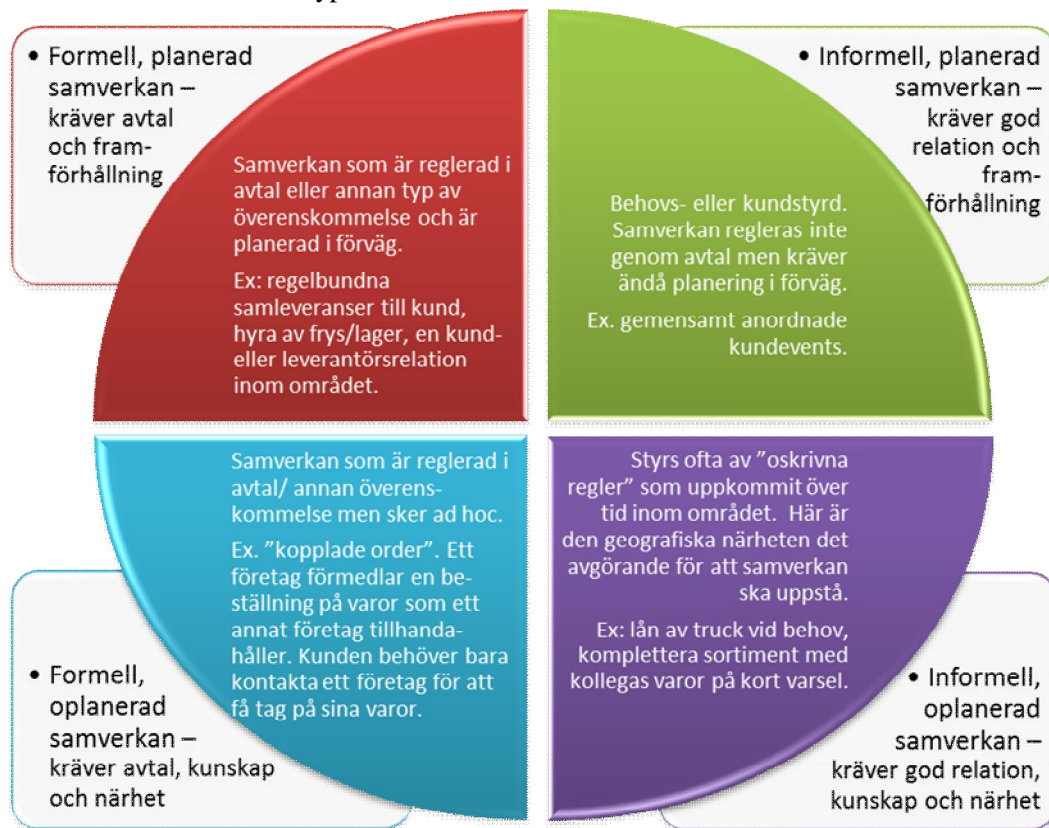 • Formell, planerad
samverkan –
kräver avtal
och fram-
förhållning
Samverkan som är reglerad i
avtal eller annan typ av
överenskommelse och är
planerad i förväg.
Ex: regelbundna
samleveranser till kund,
hyra av frys/lager, en kund-
eller leverantörsrelation
inom området.
• Informell, planerad
samverkan –
kräver god
relation och
fram-
förhållning
Behovs- eller kundstyrd.
Samverkan regleras inte
genom avtal men kräver
ändå planering i förväg.
Ex. gemensamt anordnade
kundevents.
Samverkan som är reglerad i
avtal/ annan överens-
kommelse men sker ad hoc.
Ex. ”kopplade order”. Ett
företag förmedlar en be-
ställning på varor som ett
annat företag tillhanda-
håller. Kunden behöver bara
kontakta ett företag för att
få tag på sina varor.
• Formell,
oplanerad
samverkan –
kräver avtal, kunskap
och närhet
Styrs ofta av ”oskrivna
regler” som uppkommit över
tid inom området. Här är
den geografiska närheten det
avgörande för att samverkan
ska uppstå.
Ex: lån av truck vid behov,
komplettera sortiment med
kollegas varor på kort varsel.
• Informell,
oplanerad
samverkan –
kräver god relation,
kunskap och närhet